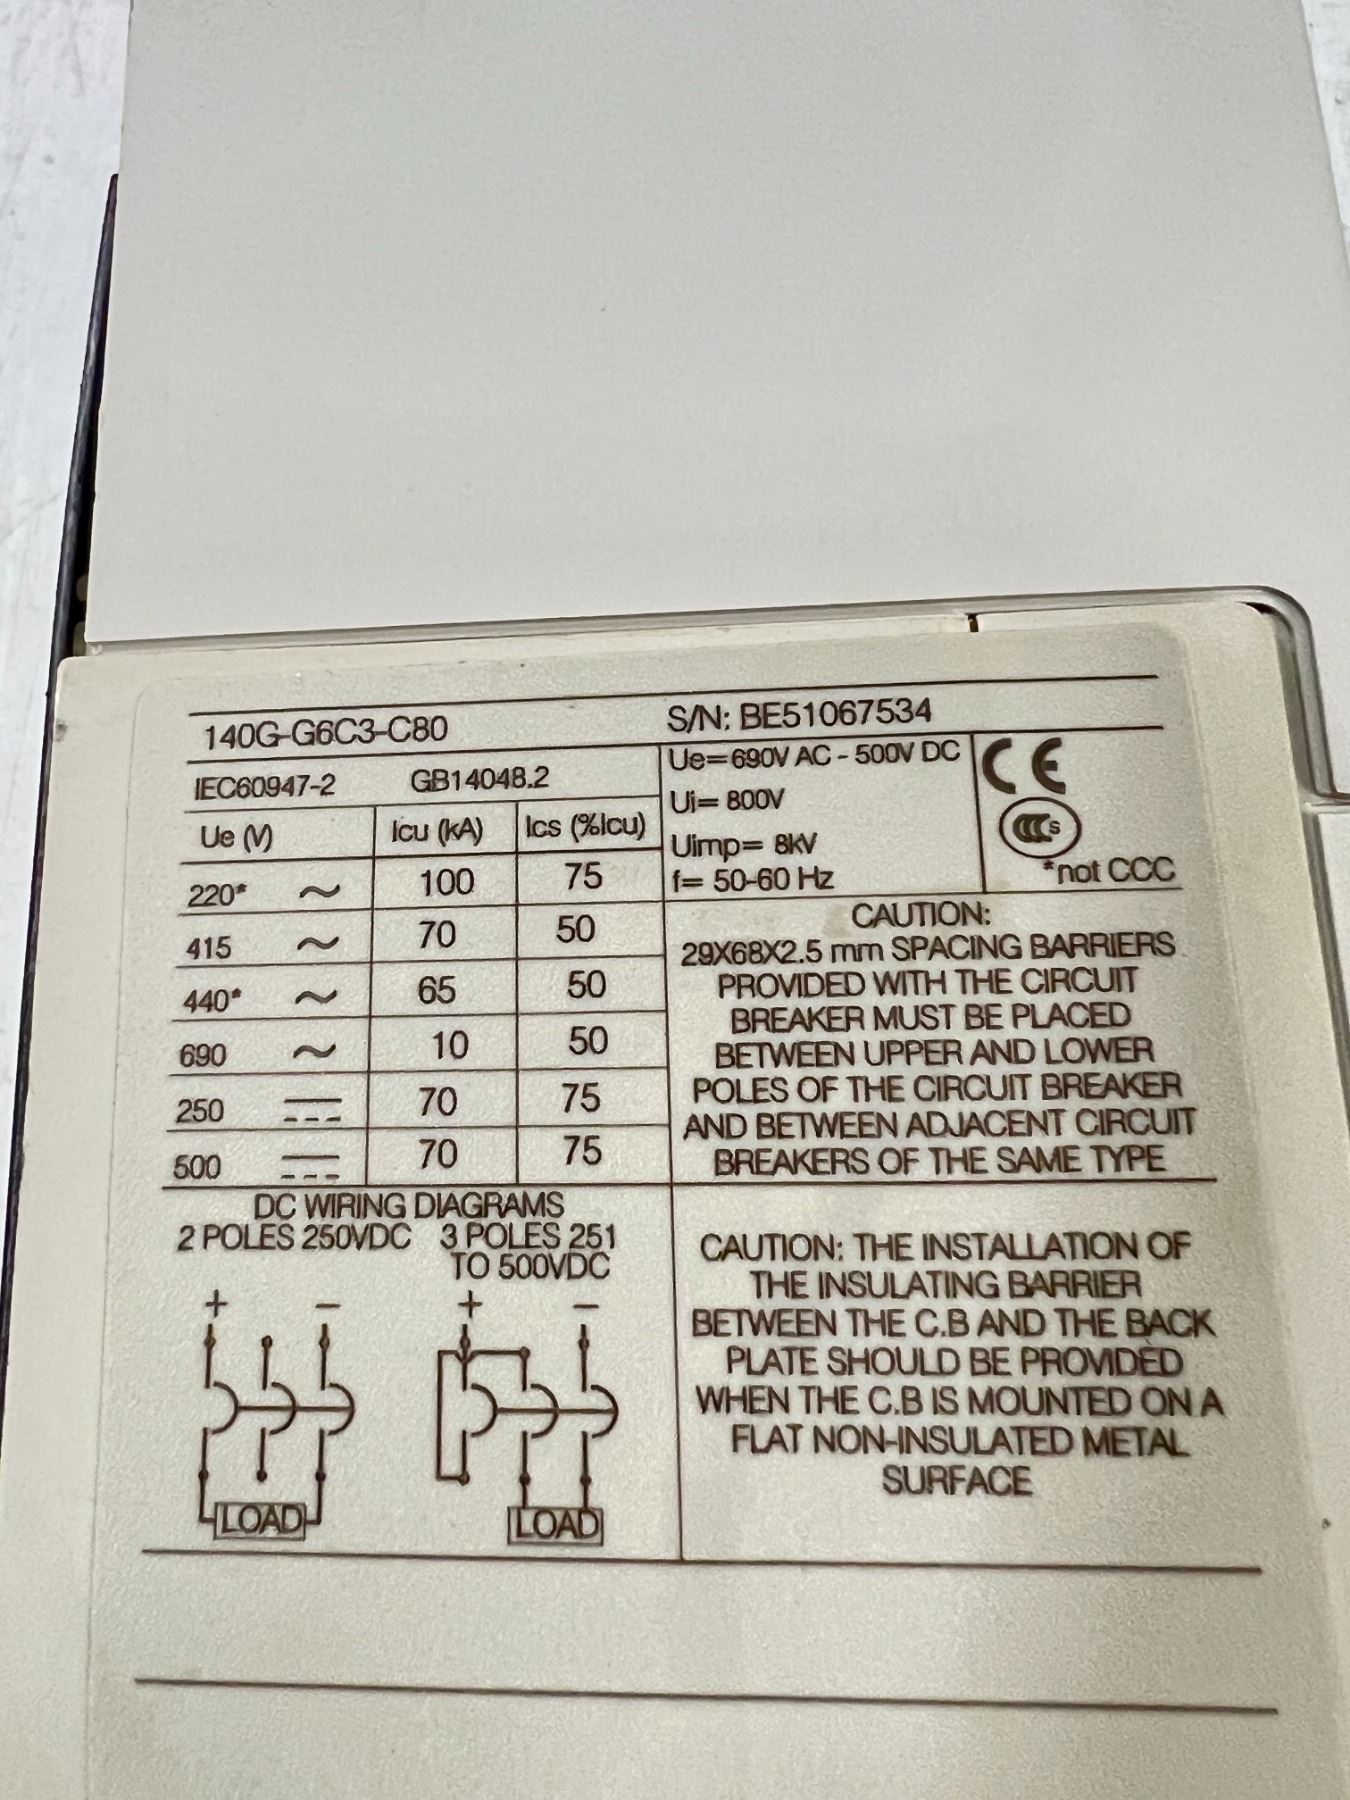 140G-G6C3-C80 S/N: BE51067534
IEC60947-2 GB14048.2
Ue (V) Icu (kA) Ics (%Icu)
220* ~ 100 75
415 ~ 70 50
440* ~ 65 50
690 ~ 10 50
250 70 75
500 70 75
Ue=690V AC - 500V DC
Ui= 800V
Uimp= 8kV
f= 50-60 Hz
CE
CCC S
*not CCC
CAUTION:
29X68X2.5 mm SPACING BARRIERS
PROVIDED WITH THE CIRCUIT
BREAKER MUST BE PLACED
BETWEEN UPPER AND LOWER
POLES OF THE CIRCUIT BREAKER
AND BETWEEN ADJACENT CIRCUIT
BREAKERS OF THE SAME TYPE
DC WIRING DIAGRAMS
2 POLES 250VDC 3 POLES 251
TO 500VDC
+ − + −
LOAD LOAD
CAUTION: THE INSTALLATION OF
THE INSULATING BARRIER
BETWEEN THE C.B AND THE BACK
PLATE SHOULD BE PROVIDED
WHEN THE C.B IS MOUNTED ON A
FLAT NON-INSULATED METAL
SURFACE